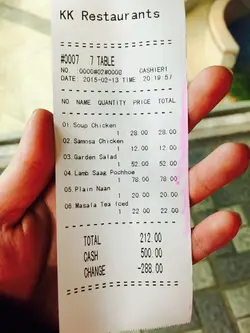 KK Restaurants
#0007 7 TABLE
NO 0000#02#0008 CASHIER1
DATE 2015-02-13 TIME 20:19:57
NO NAME QUANTITY PRICE TOTAL
01 Soup Chicken
1 28.00 28.00
02 Samosa Chicken
1 12.00 12.00
03 Garden Salad
1 52.00 52.00
04 Lamb Saag Pochhoe
1 78.00 78.00
05 Plain Naan
1 20.00 20.00
06 Masala Tea Iced
1 22.00 22.00
TOTAL 212.00
CASH 500.00
CHANGE -288.00